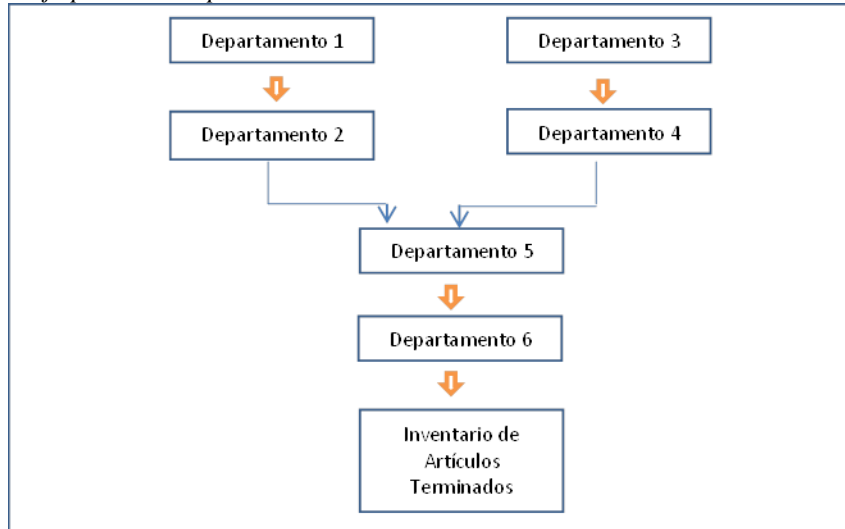 Departamento 1
Departamento 3
Departamento 2
Departamento 4
Departamento 5
Departamento 6
Inventario de
Artículos
Terminados